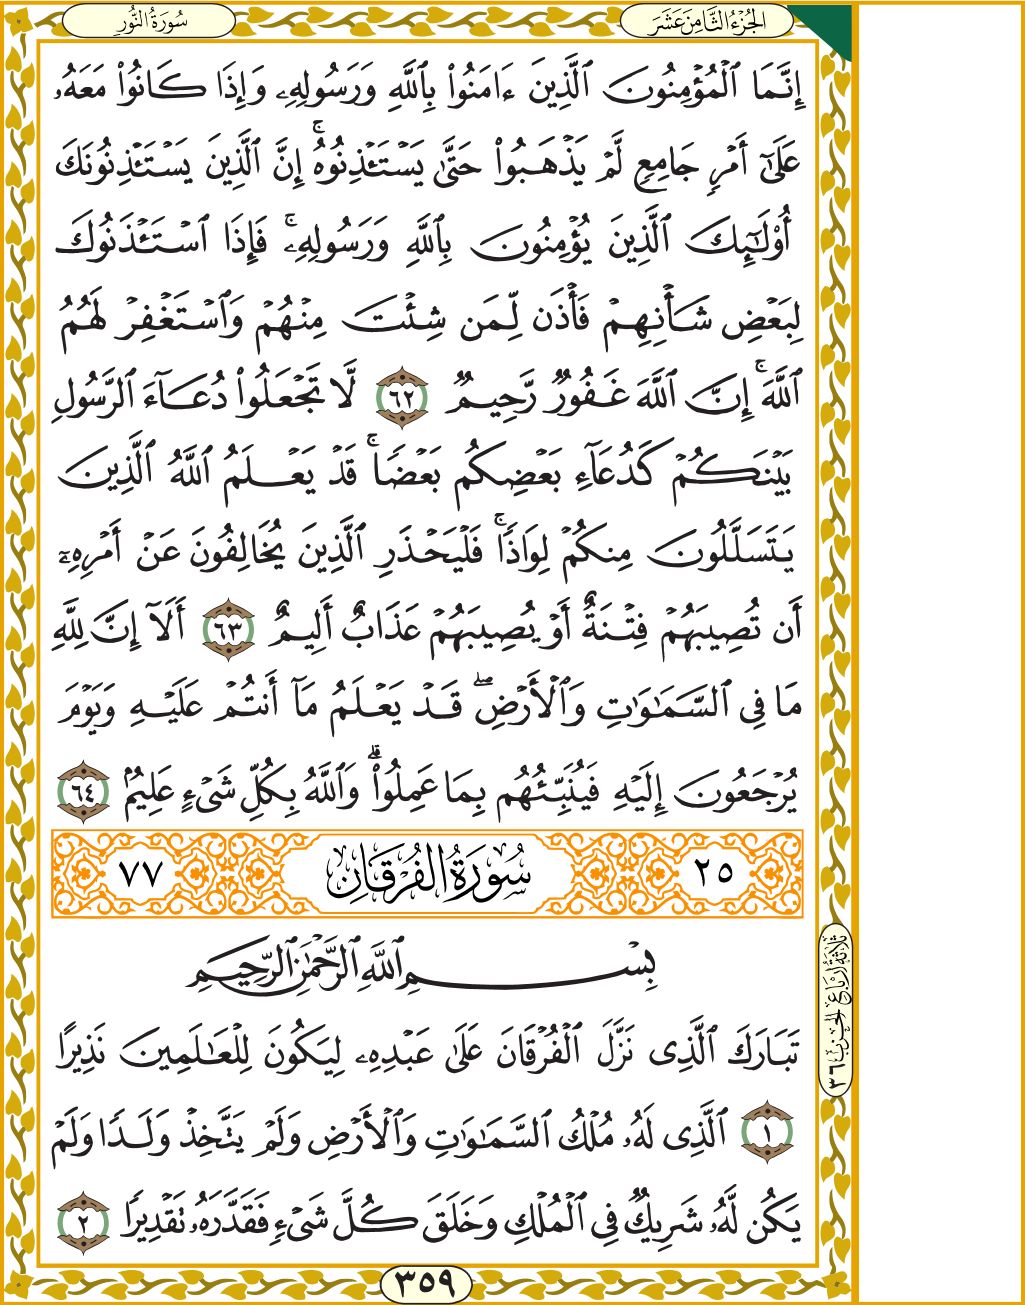 الجُزْءُ الثَّامِنَ عَشَرَ
سُورَةُ النُّورِ
إِنَّمَا ٱلْمُؤْمِنُونَ ٱلَّذِينَ ءَامَنُوا۟ بِٱللَّهِ وَرَسُولِهِۦ وَإِذَا كَانُوا۟ مَعَهُۥ
عَلَىٰٓ أَمْرٍ جَامِعٍ لَّمْ يَذْهَبُوا۟ حَتَّىٰ يَسْتَـْٔذِنُوهُ ۚ إِنَّ ٱلَّذِينَ يَسْتَـْٔذِنُونَكَ
أُو۟لَـٰٓئِكَ ٱلَّذِينَ يُؤْمِنُونَ بِٱللَّهِ وَرَسُولِهِۦ ۚ فَإِذَا ٱسْتَـْٔذَنُوكَ
لِبَعْضِ شَأْنِهِمْ فَأْذَن لِّمَن شِئْتَ مِنْهُمْ وَٱسْتَغْفِرْ لَهُمُ
ٱللَّهَ ۚ إِنَّ ٱللَّهَ غَفُورٌ رَّحِيمٌ ٦٢ لَّا تَجْعَلُوا۟ دُعَآءَ ٱلرَّسُولِ
بَيْنَكُمْ كَدُعَآءِ بَعْضِكُم بَعْضًا ۚ قَدْ يَعْلَمُ ٱللَّهُ ٱلَّذِينَ
يَتَسَلَّلُونَ مِنكُمْ لِوَاذًا ۚ فَلْيَحْذَرِ ٱلَّذِينَ يُخَالِفُونَ عَنْ أَمْرِهِۦٓ
أَن تُصِيبَهُمْ فِتْنَةٌ أَوْ يُصِيبَهُمْ عَذَابٌ أَلِيمٌ ٦٣ أَلَآ إِنَّ لِلَّهِ
مَا فِى ٱلسَّمَـٰوَٰتِ وَٱلْأَرْضِ ۖ قَدْ يَعْلَمُ مَآ أَنتُمْ عَلَيْهِ وَيَوْمَ
يُرْجَعُونَ إِلَيْهِ فَيُنَبِّئُهُم بِمَا عَمِلُوا۟ ۗ وَٱللَّهُ بِكُلِّ شَىْءٍ عَلِيمٌۢ ٦٤
٢٥ سُورَةُ الْفُرْقَانِ ٧٧
بِسْمِ ٱللَّهِ ٱلرَّحْمَـٰنِ ٱلرَّحِيمِ
تَبَارَكَ ٱلَّذِى نَزَّلَ ٱلْفُرْقَانَ عَلَىٰ عَبْدِهِۦ لِيَكُونَ لِلْعَـٰلَمِينَ نَذِيرًا
١ ٱلَّذِى لَهُۥ مُلْكُ ٱلسَّمَـٰوَٰتِ وَٱلْأَرْضِ وَلَمْ يَتَّخِذْ وَلَدًا وَلَمْ
يَكُن لَّهُۥ شَرِيكٌ فِى ٱلْمُلْكِ وَخَلَقَ كُلَّ شَىْءٍ فَقَدَّرَهُۥ تَقْدِيرًا ٢
ثَلَاثَةُ أَرْبَاعِ الْحِزْبِ ٣٦
٣٥٩